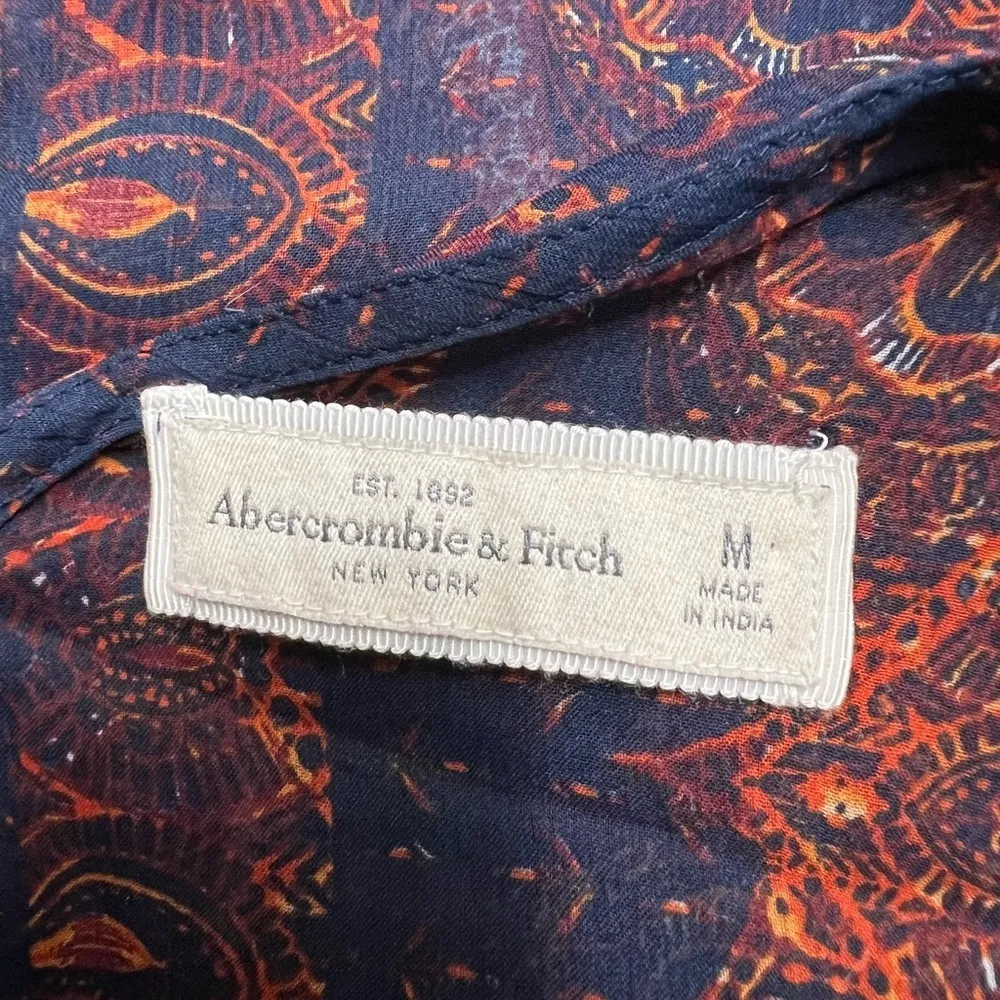 EST. 1892
Abercrombie & Fitch
NEW YORK
M
MADE
IN INDIA